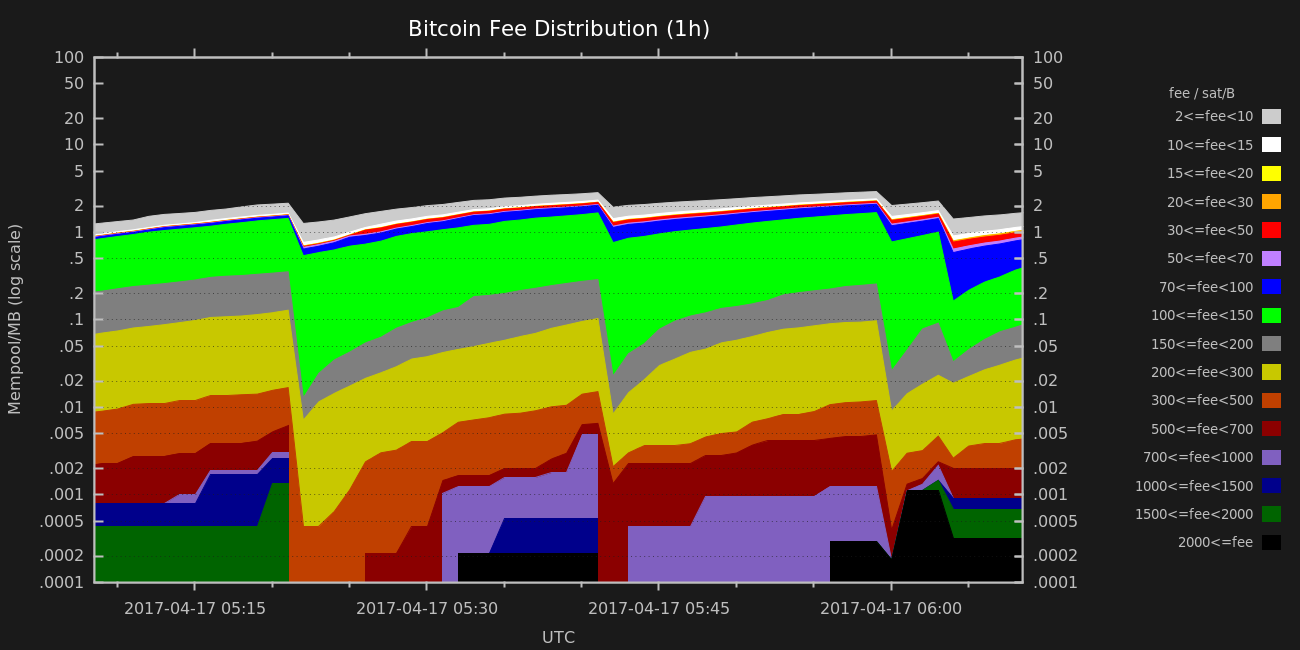 Bitcoin Fee Distribution (1h)
Mempool/MB (log scale)
100
50
20
10
5
2
1
.5
.2
.1
.05
.02
.01
.005
.002
.001
.0005
.0002
.0001
100
50
20
10
5
2
1
.5
.2
.1
.05
.02
.01
.005
.002
.001
.0005
.0002
.0001
2017-04-17 05:15
2017-04-17 05:30
2017-04-17 05:45
2017-04-17 06:00
UTC
fee / sat/B
2<=fee<10
10<=fee<15
15<=fee<20
20<=fee<30
30<=fee<50
50<=fee<70
70<=fee<100
100<=fee<150
150<=fee<200
200<=fee<300
300<=fee<500
500<=fee<700
700<=fee<1000
1000<=fee<1500
1500<=fee<2000
2000<=fee